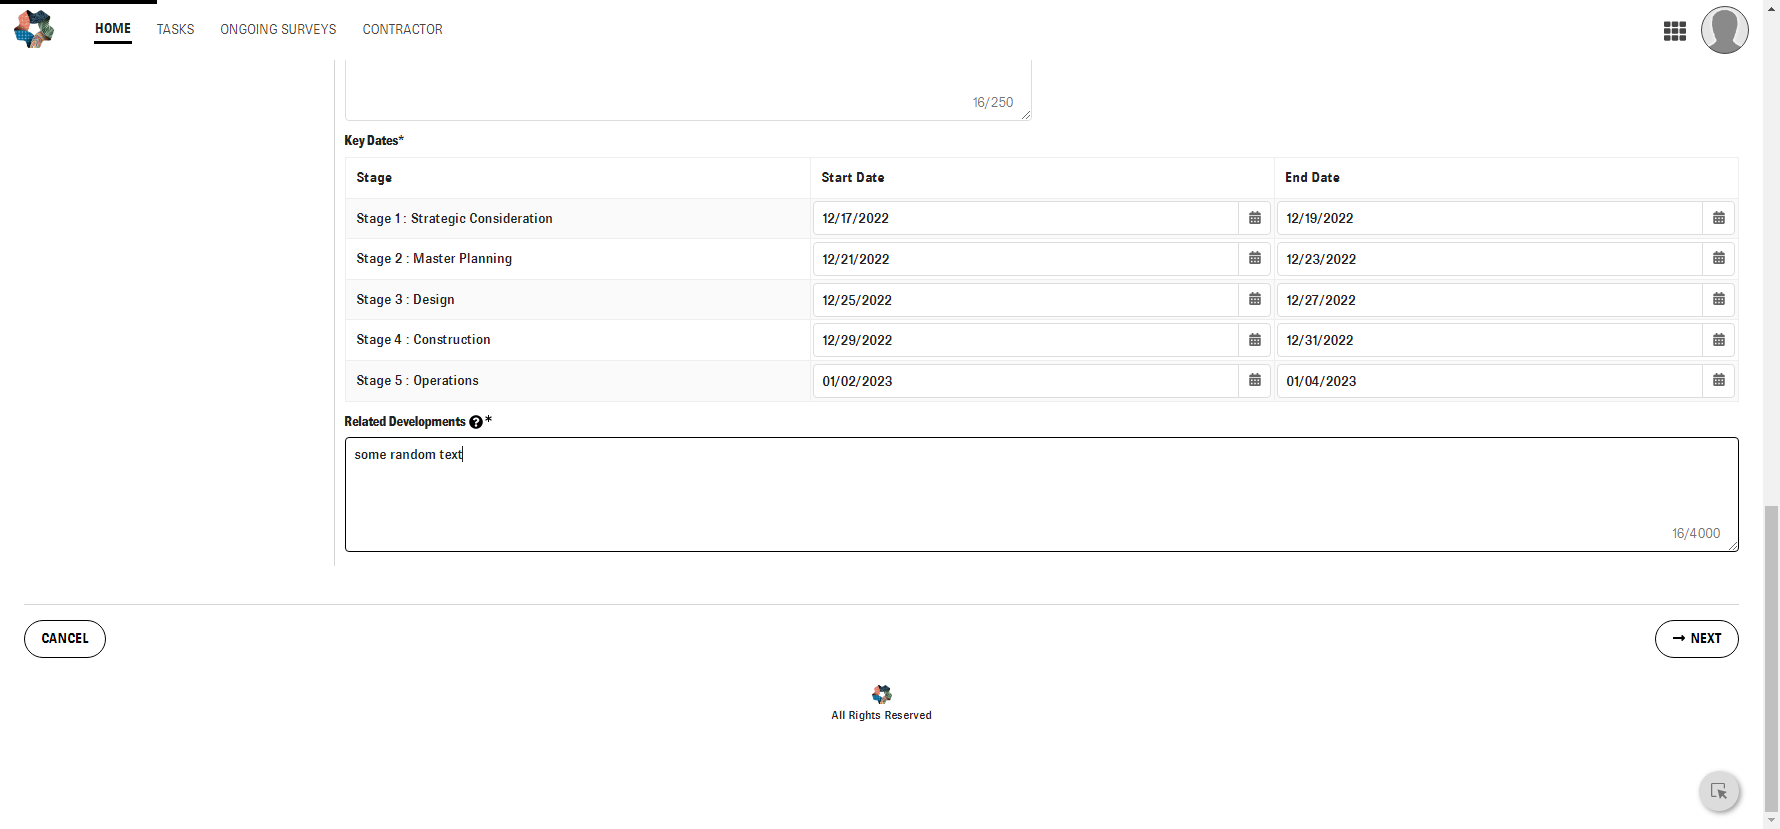 HOME TASKS ONGOING SURVEYS CONTRACTOR
16/250
Key Dates*
Stage Start Date End Date
Stage 1 : Strategic Consideration 12/17/2022 12/19/2022
Stage 2 : Master Planning 12/21/2022 12/23/2022
Stage 3 : Design 12/25/2022 12/27/2022
Stage 4 : Construction 12/29/2022 12/31/2022
Stage 5 : Operations 01/02/2023 01/04/2023
Related Developments ? *
some random text
16/4000
CANCEL → NEXT
All Rights Reserved